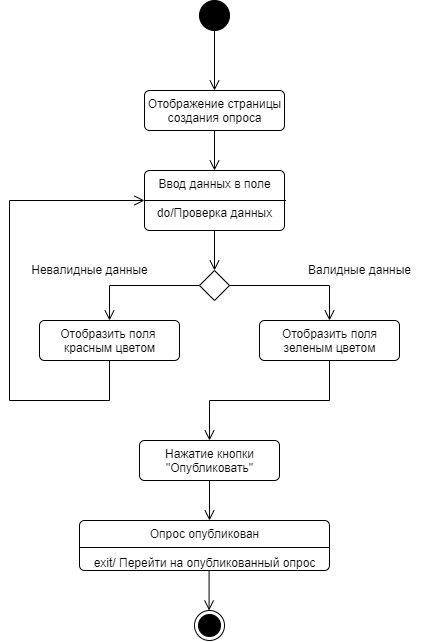 Отображение страницы
создания опроса
Ввод данных в поле
do/Проверка данных
Невалидные данные
Валидные данные
Отобразить поля
красным цветом
Отобразить поля
зеленым цветом
Нажатие кнопки
"Опубликовать"
Опрос опубликован
exit/ Перейти на опубликованный опрос